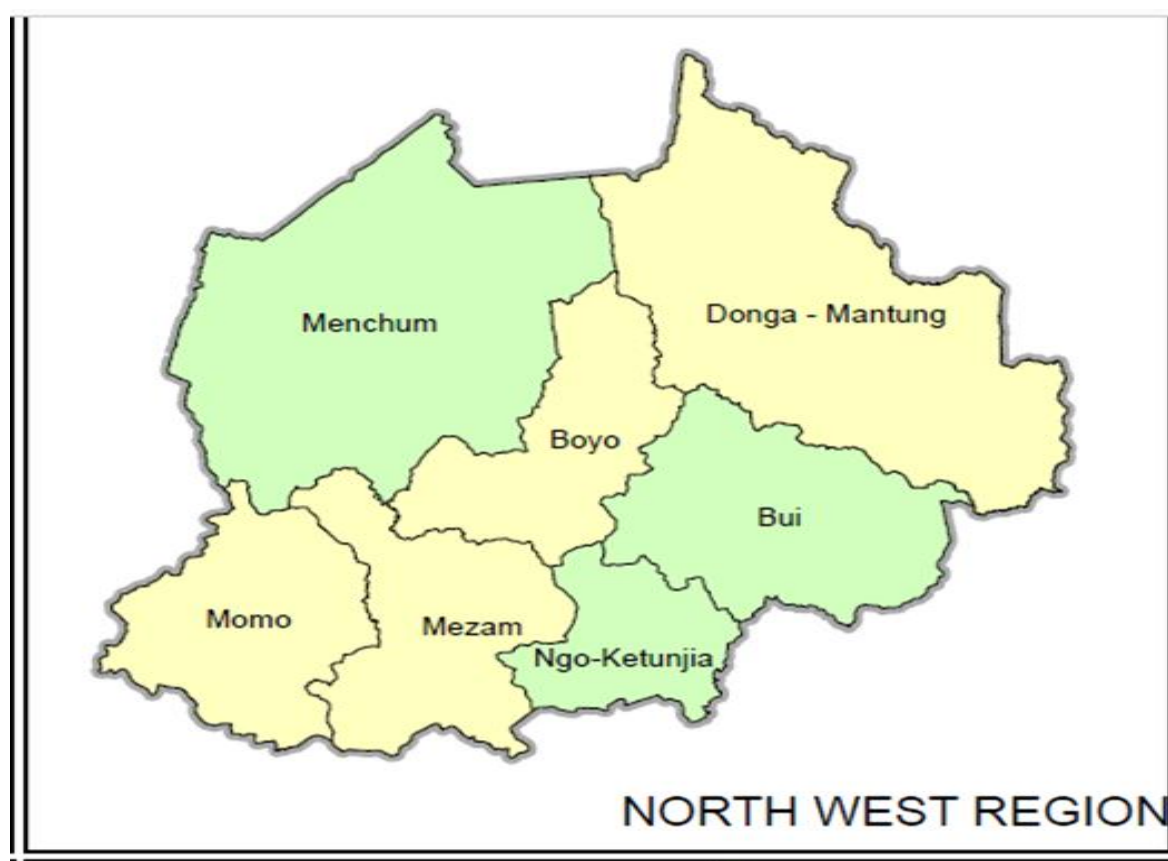 Donga - Mantung
Menchum
Boyo
Bui
Momo
Mezam
Ngo-Ketunjia
NORTH WEST REGION